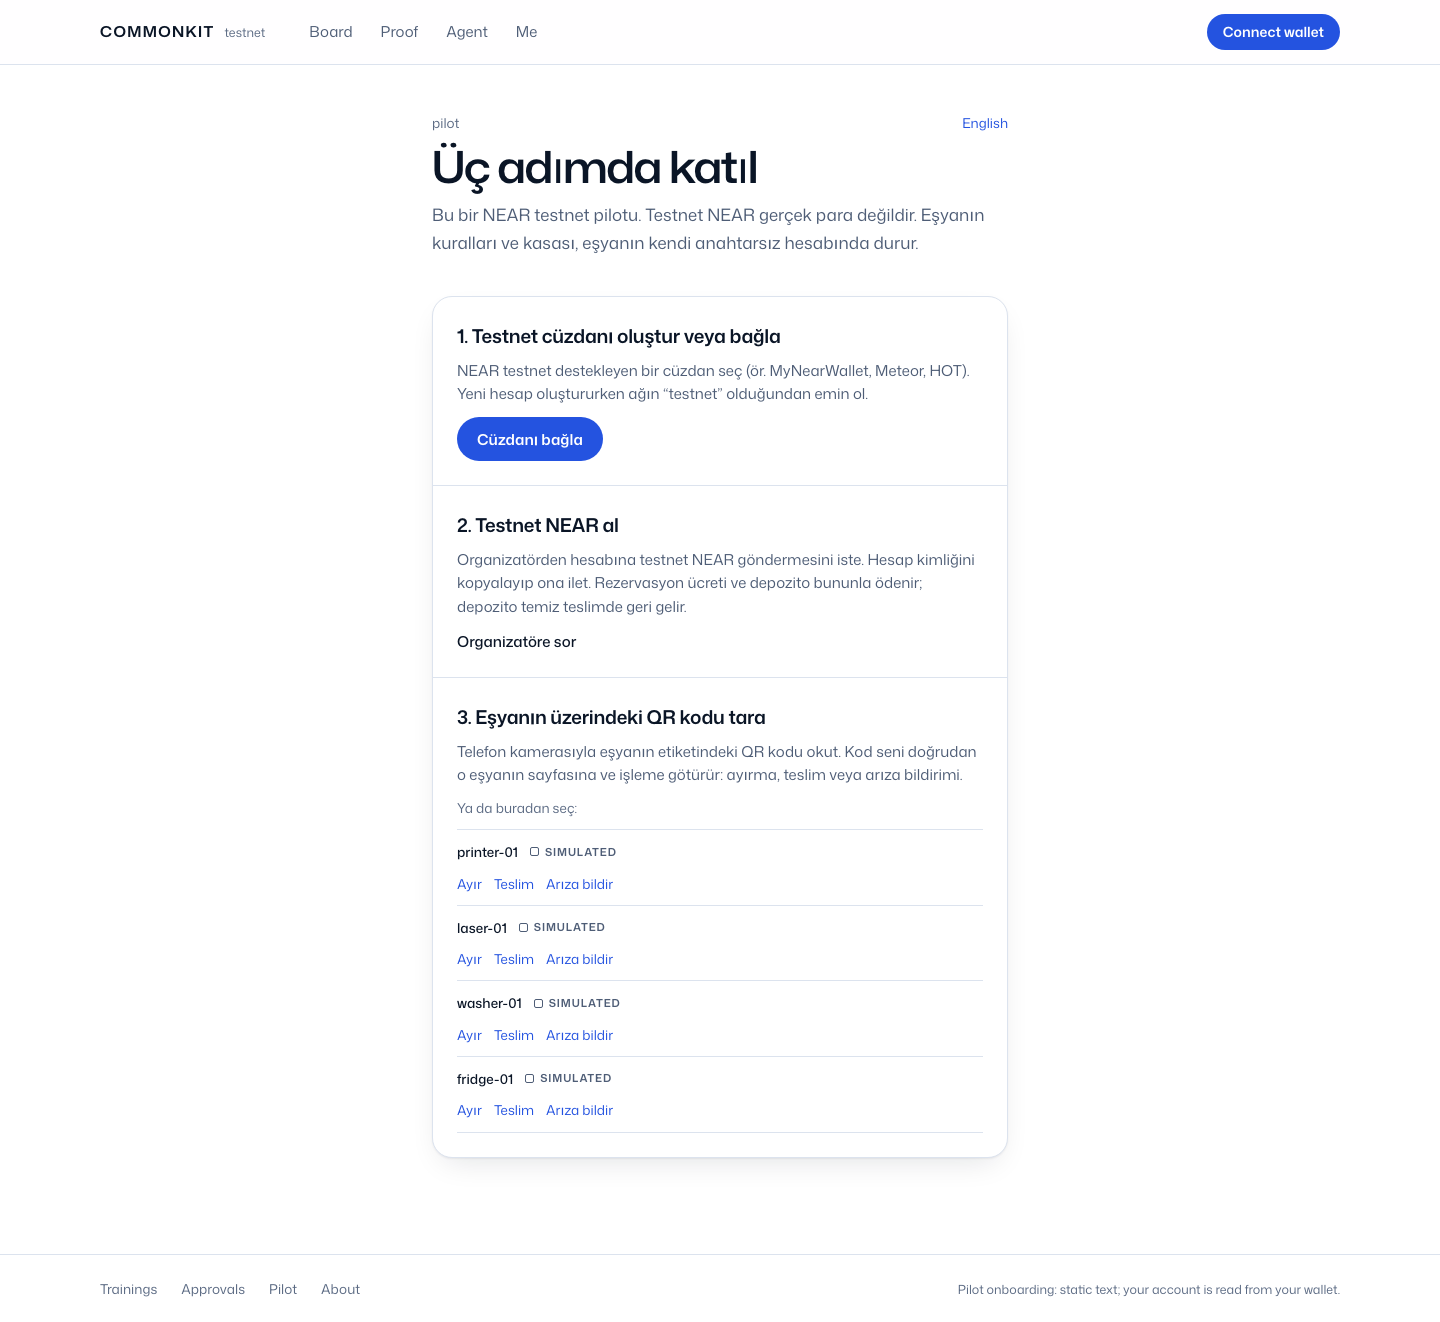 COMMONKIT testnet Board Proof Agent Me Connect wallet
pilot English
Üç adımda katıl
Bu bir NEAR testnet pilotu. Testnet NEAR gerçek para değildir. Eşyanın
kuralları ve kasası, eşyanın kendi anahtarsız hesabında durur.
1. Testnet cüzdanı oluştur veya bağla
NEAR testnet destekleyen bir cüzdan seç (ör. MyNearWallet, Meteor, HOT).
Yeni hesap oluştururken ağın “testnet” olduğundan emin ol.
Cüzdanı bağla
2. Testnet NEAR al
Organizatörden hesabına testnet NEAR göndermesini iste. Hesap kimliğini
kopyalayıp ona ilet. Rezervasyon ücreti ve depozito bununla ödenir;
depozito temiz teslimde geri gelir.
Organizatöre sor
3. Eşyanın üzerindeki QR kodu tara
Telefon kamerasıyla eşyanın etiketindeki QR kodu okut. Kod seni doğrudan
o eşyanın sayfasına ve işleme götürür: ayırma, teslim veya arıza bildirimi.
Ya da buradan seç:
printer-01 SIMULATED
Ayır Teslim Arıza bildir
laser-01 SIMULATED
Ayır Teslim Arıza bildir
washer-01 SIMULATED
Ayır Teslim Arıza bildir
fridge-01 SIMULATED
Ayır Teslim Arıza bildir
Trainings Approvals Pilot About Pilot onboarding: static text; your account is read from your wallet.